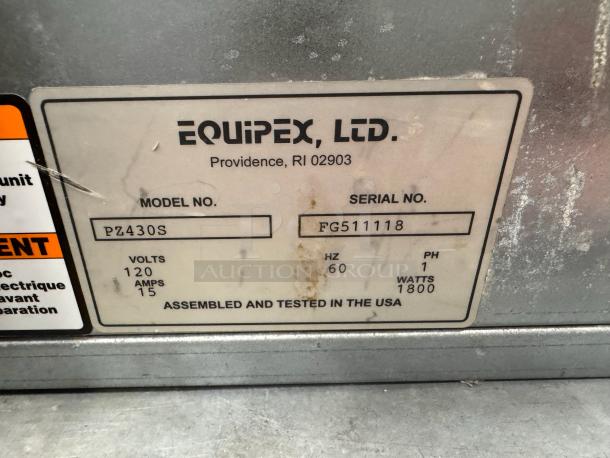 EQUIPEX, LTD.
Providence, RI 02903
MODEL NO. SERIAL NO.
PZ430S FG511118
VOLTS HZ PH
120 60 1
AMPS WATTS
15 1800
ASSEMBLED AND TESTED IN THE USA
AUCTION GROUP
unit
y
ENT
oc
lectrique
avant
paration